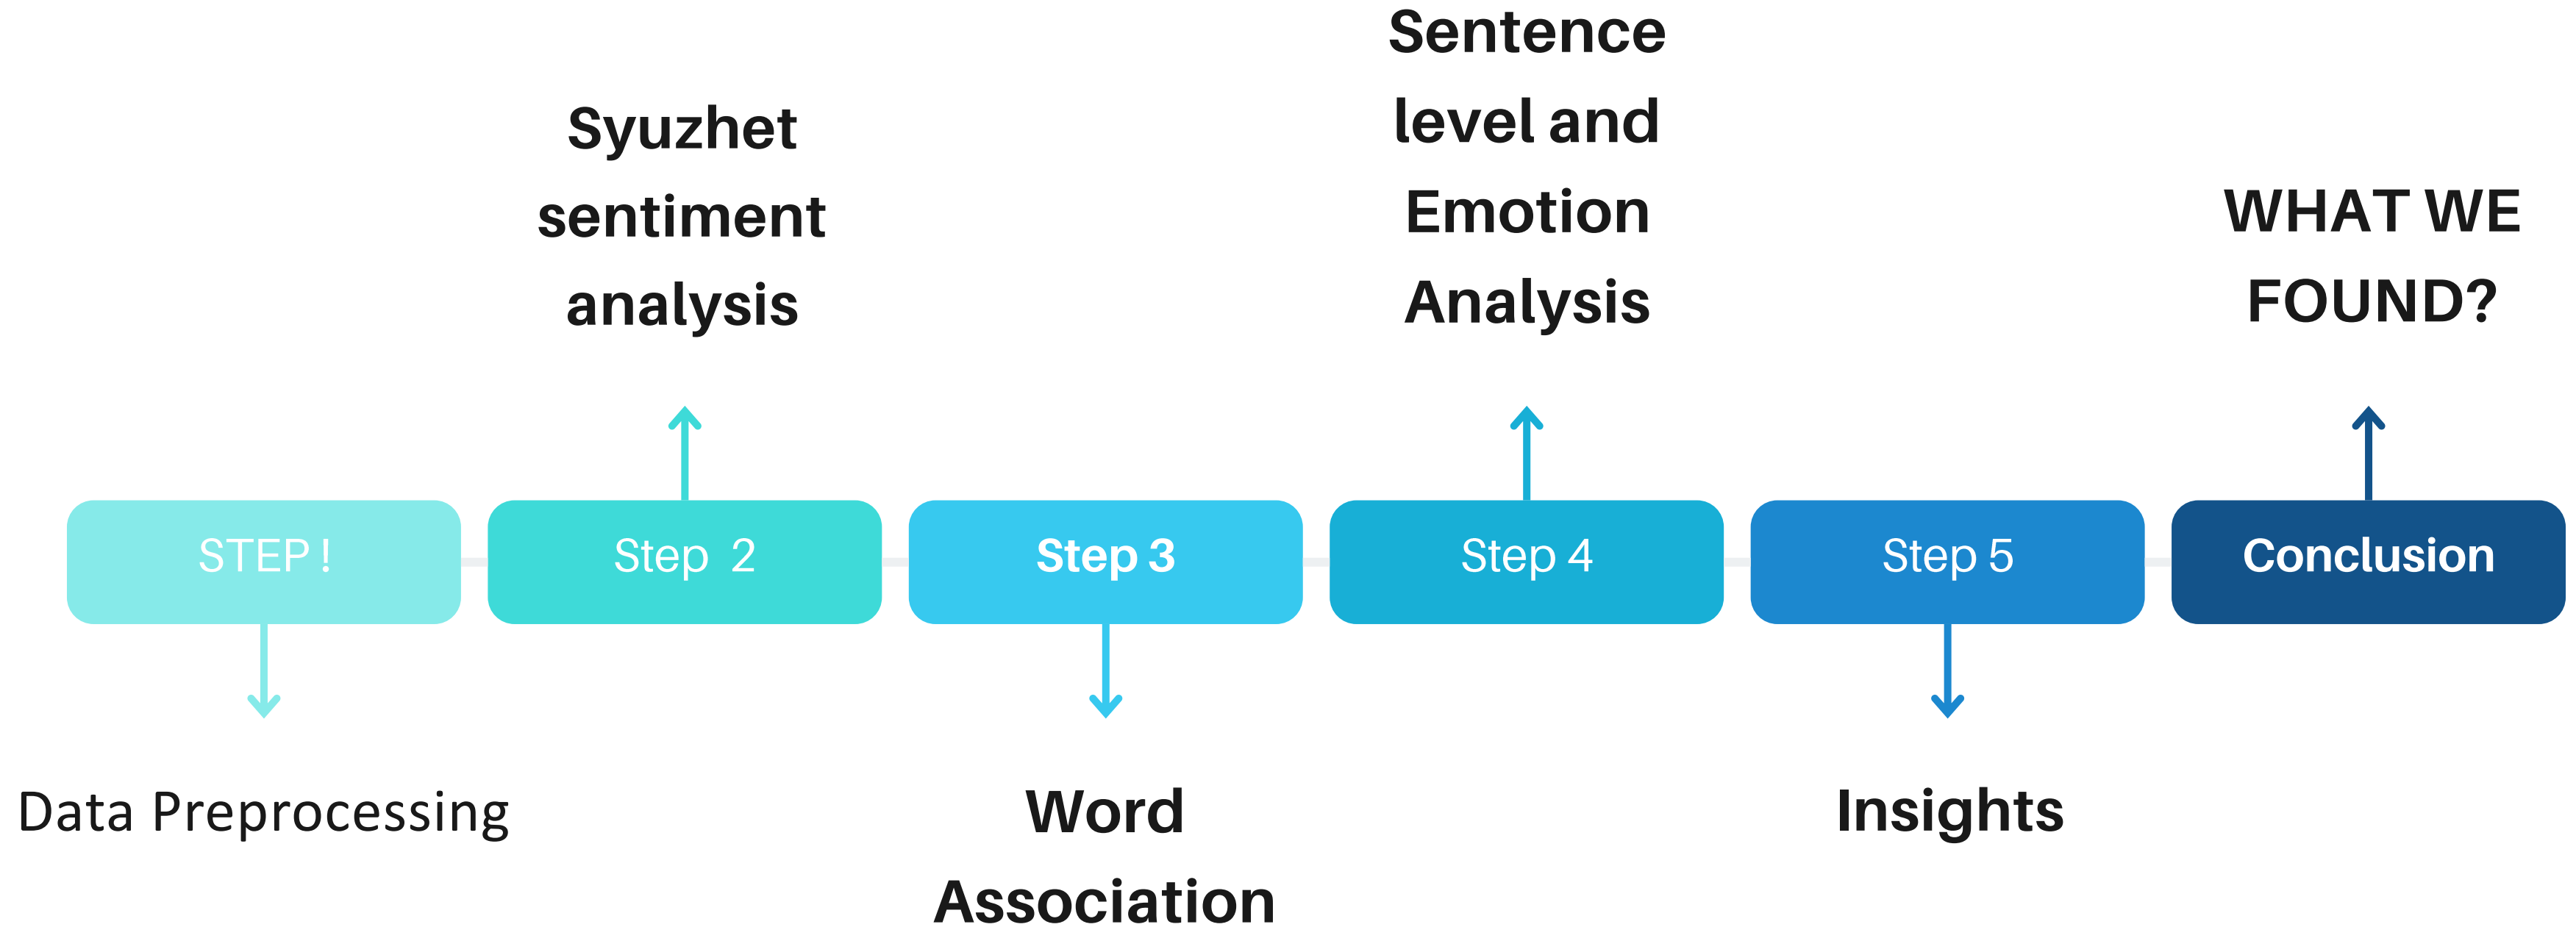 Syuzhet
sentiment
analysis
Sentence
level and
Emotion
Analysis
WHAT WE
FOUND?
STEP !
Step 2
Step 3
Step 4
Step 5
Conclusion
Data Preprocessing
Word
Association
Insights